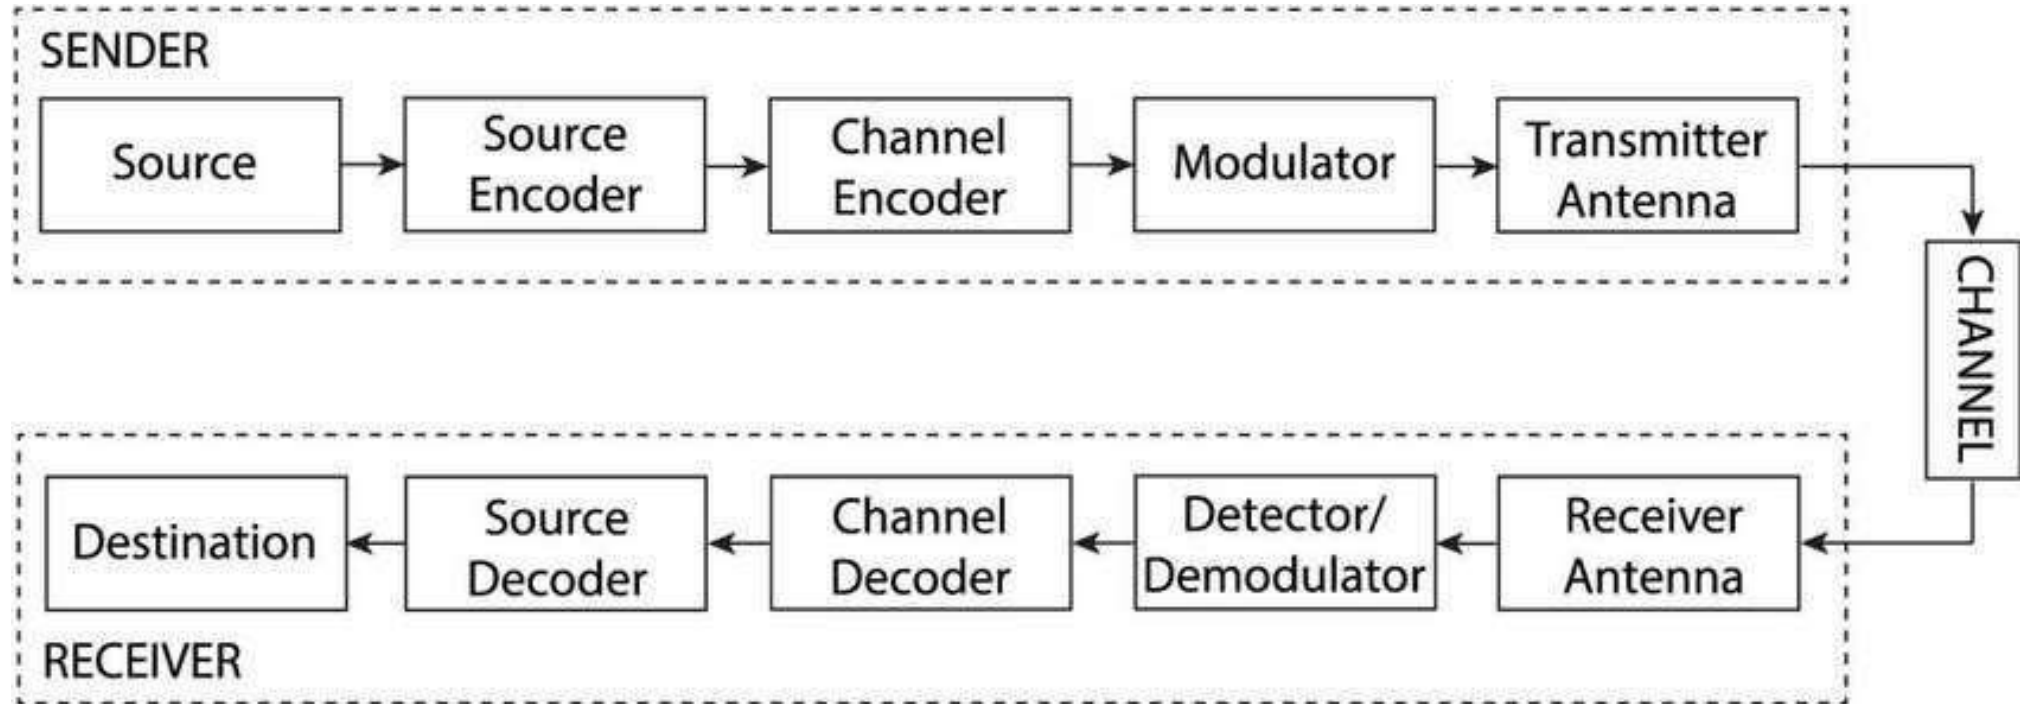 SENDER
Source
Source
Encoder
Channel
Encoder
Modulator
Transmitter
Antenna
CHANNEL
Destination
Source
Decoder
Channel
Decoder
Detector/
Demodulator
Receiver
Antenna
RECEIVER